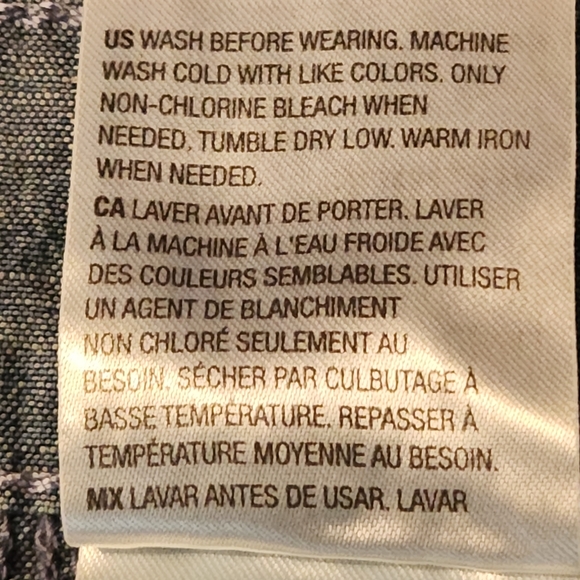 US WASH BEFORE WEARING. MACHINE
WASH COLD WITH LIKE COLORS. ONLY
NON-CHLORINE BLEACH WHEN
NEEDED, TUMBLE DRY LOW. WARM IRON
WHEN NEEDED.
CA LAVER AVANT DE PORTER. LAVER
À LA MACHINE À L'EAU FROIDE AVEC
DES COULEURS SEMBLABLES. UTILISER
UN AGENT DE BLANCHIMENT
NON CHLORÉ SEULEMENT AU
BESOIN. SÉCHER PAR CULBUTAGE À
BASSE TEMPÉRATURE. REPASSER À
TEMPÉRATURE MOYENNE AU BESOIN.
MX LAVAR ANTES DE USAR. LAVAR